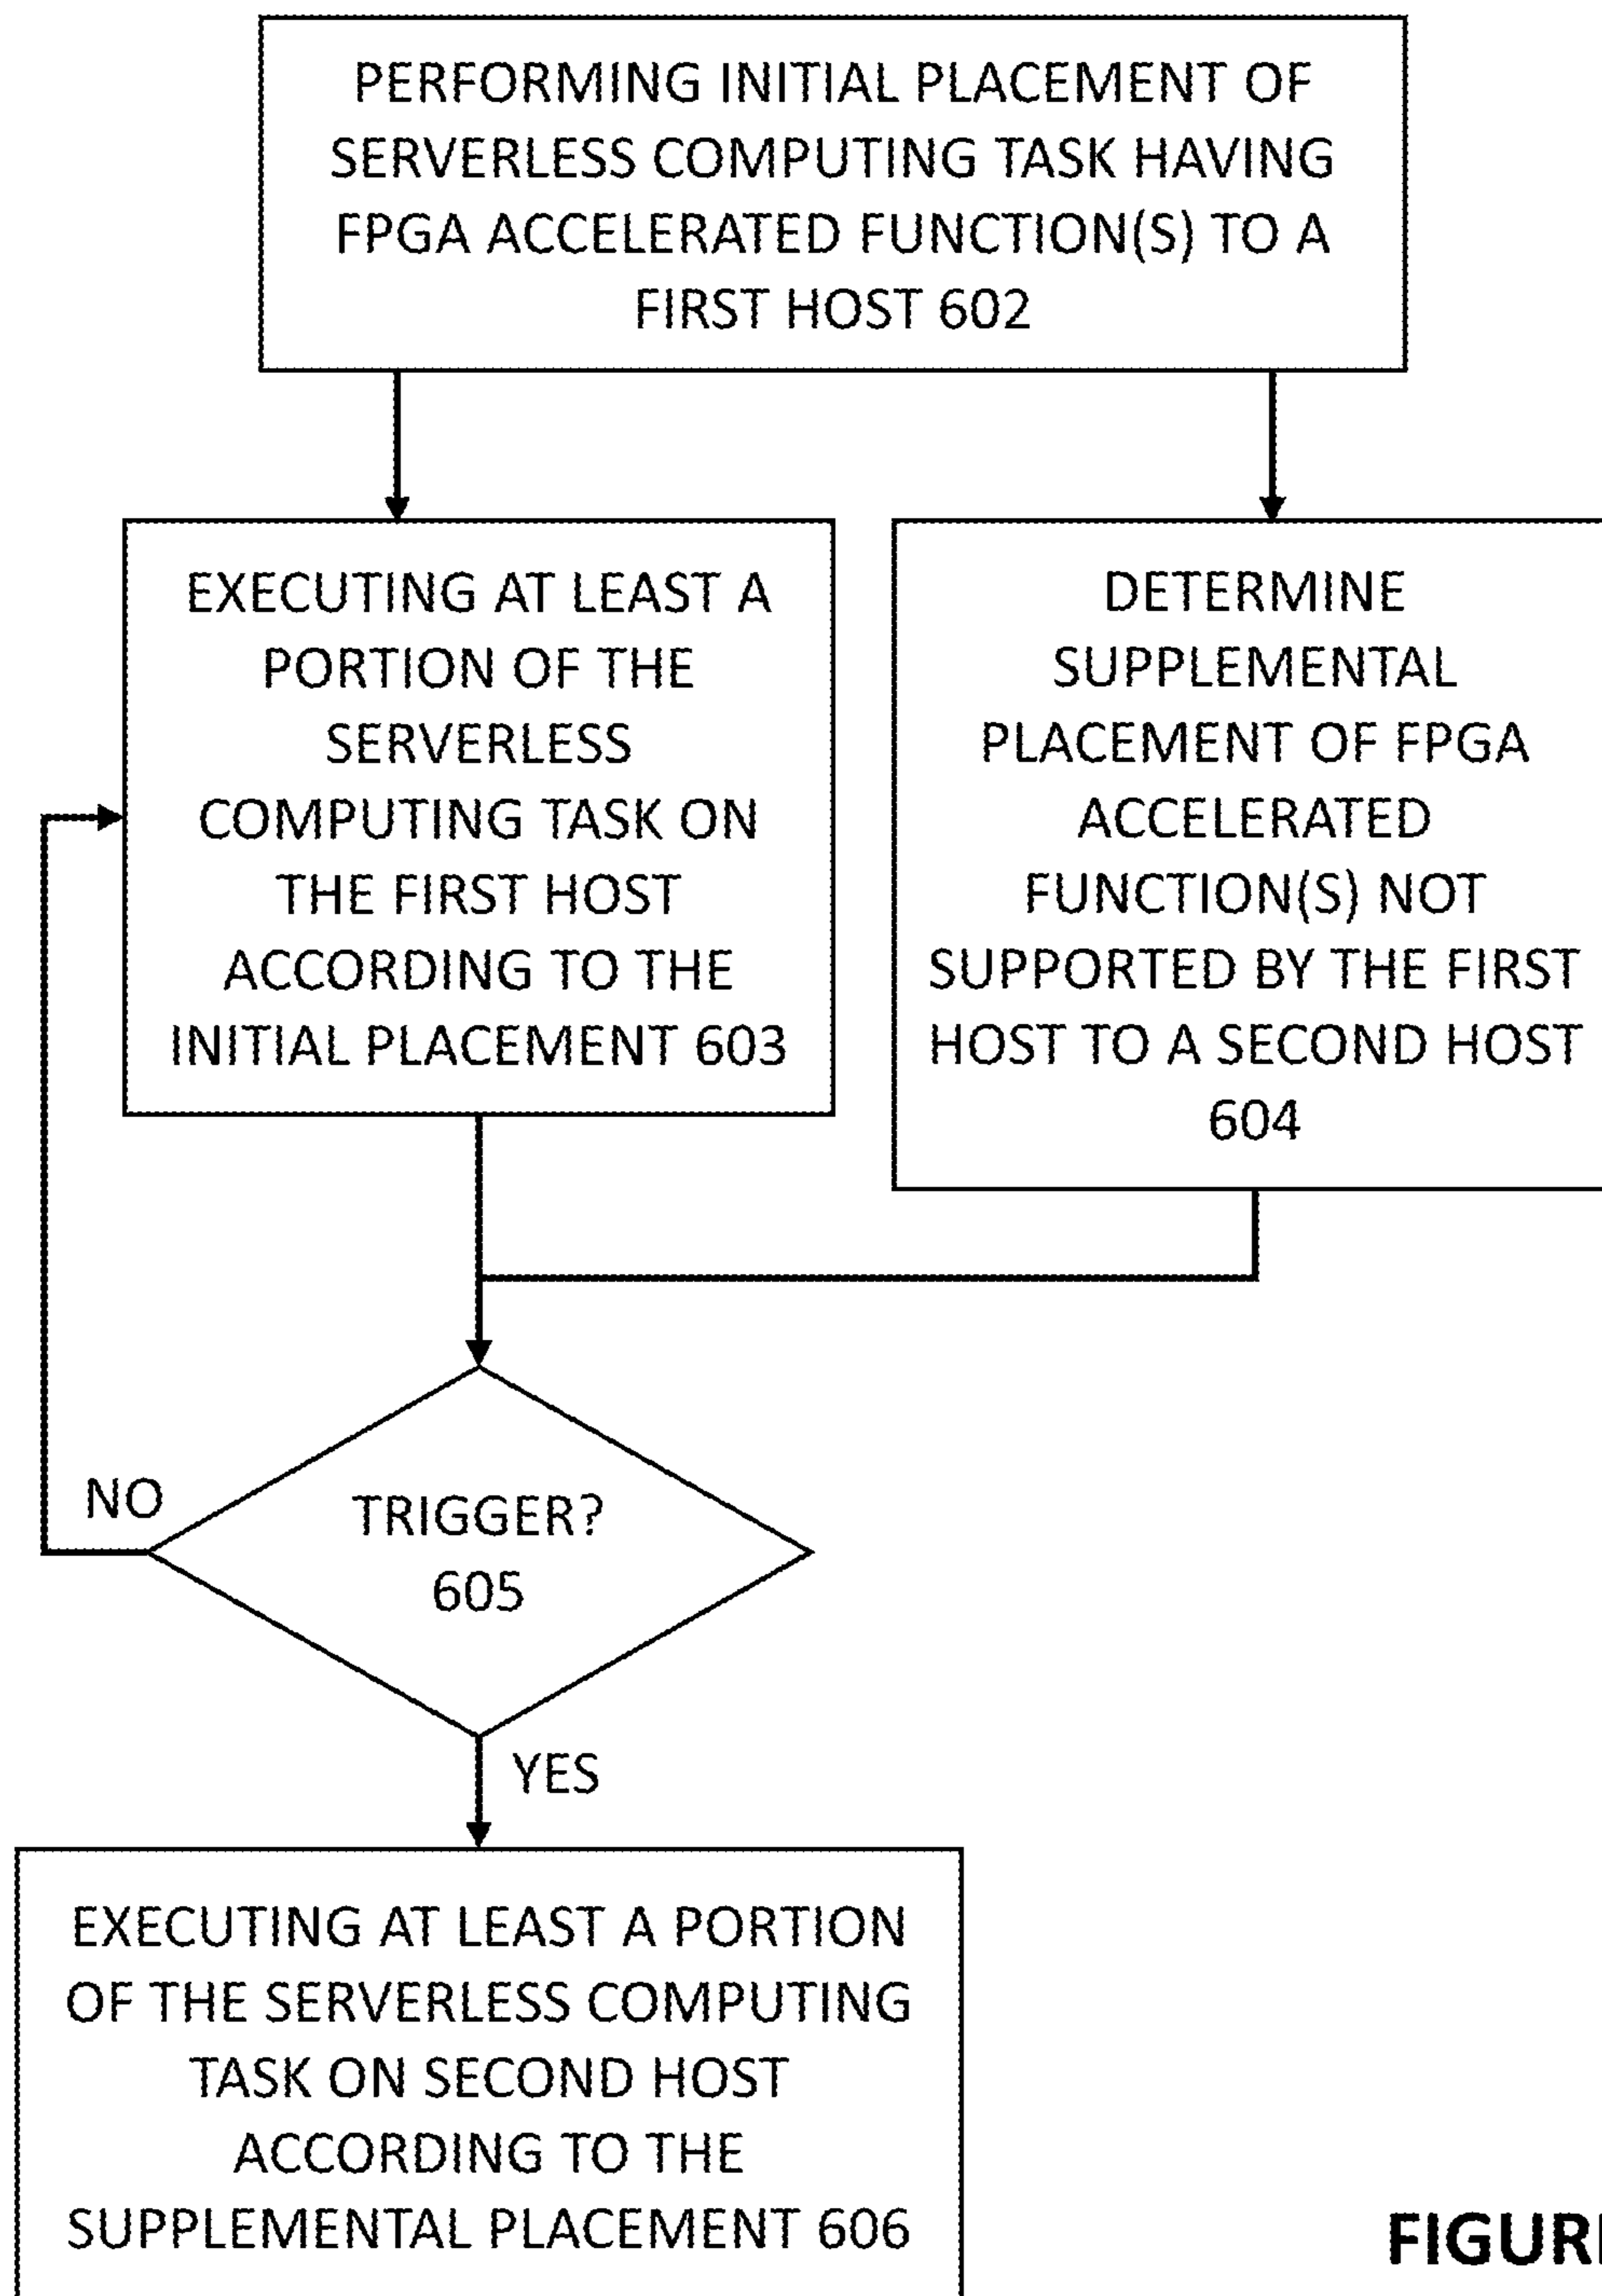 PERFORMING INITIAL PLACEMENT OF
SERVERLESS COMPUTING TASK HAVING
FPGA ACCELERATED FUNCTION(S) TO A
FIRST HOST 602
EXECUTING AT LEAST A
PORTION OF THE
SERVERLESS
COMPUTING TASK ON
THE FIRST HOST
ACCORDING TO THE
INITIAL PLACEMENT 603
DETERMINE
SUPPLEMENTAL
PLACEMENT OF FPGA
ACCELERATED
FUNCTION(S) NOT
SUPPORTED BY THE FIRST
HOST TO A SECOND HOST
604
NO
TRIGGER?
605
YES
EXECUTING AT LEAST A PORTION
OF THE SERVERLESS COMPUTING
TASK ON SECOND HOST
ACCORDING TO THE
SUPPLEMENTAL PLACEMENT 606